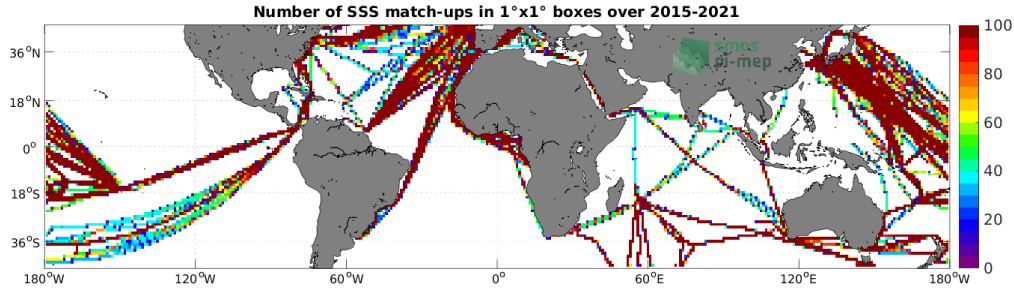 Number of SSS match-ups in 1°x1° boxes over 2015-2021
smos
pi-mep
36°N
18°N
0°
18°S
36°S
180°W
120°W
60°W
0°
60°E
120°E
180°W
100
80
60
40
20
0